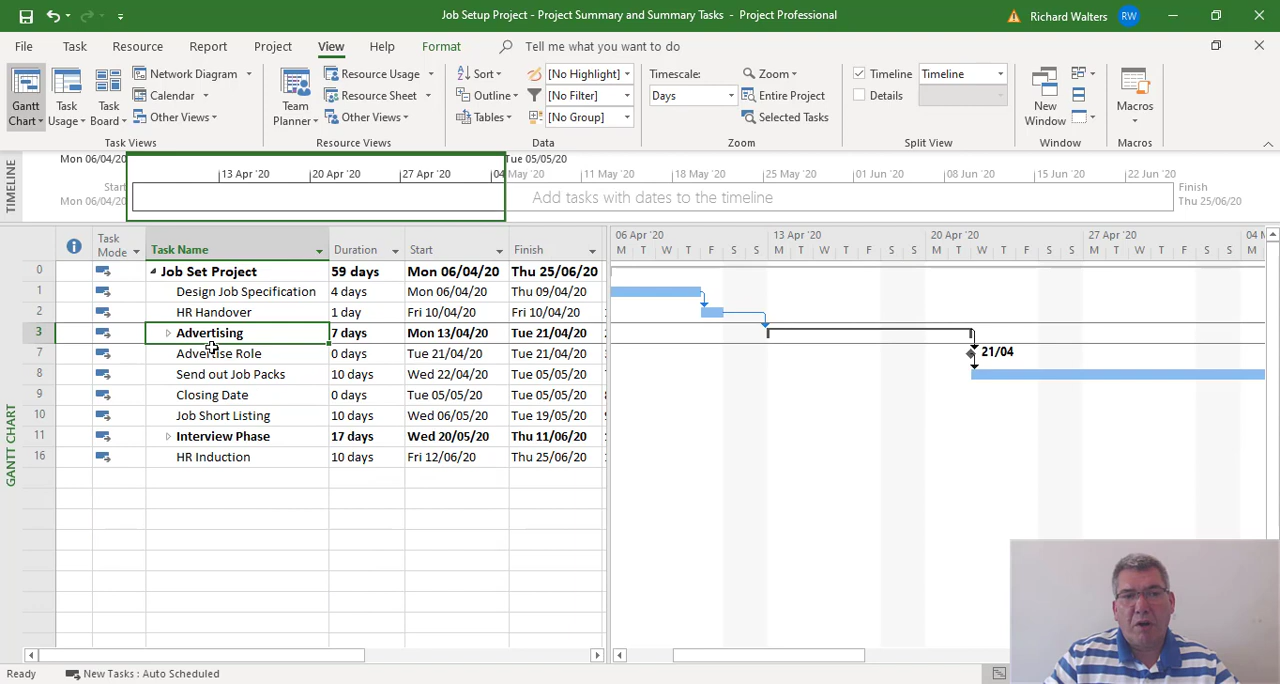 Job Setup Project - Project Summary and Summary Tasks - Project Professional
Richard Walters RW
File Task Resource Report Project View Help Format Tell me what you want to do
Gantt Chart
Task Usage
Task Board
Network Diagram
Calendar
Other Views
Task Views
Team Planner
Resource Usage
Resource Sheet
Other Views
Resource Views
Sort
Outline
Tables
[No Highlight]
[No Filter]
[No Group]
Data
Timescale:
Days
Zoom
Entire Project
Selected Tasks
Zoom
Timeline Timeline
Details
Split View
New Window
Window
Macros
Macros
TIMELINE
Mon 06/04/20 Tue 05/05/20
13 Apr '20 20 Apr '20 27 Apr '20 04 May '20 11 May '20 18 May '20 25 May '20 01 Jun '20 08 Jun '20 15 Jun '20 22 Jun '20
Start
Mon 06/04/20
Add tasks with dates to the timeline
Finish
Thu 25/06/20
GANTT CHART
Task Mode Task Name Duration Start Finish
0 Job Set Project 59 days Mon 06/04/20 Thu 25/06/20
1 Design Job Specification 4 days Mon 06/04/20 Thu 09/04/20
2 HR Handover 1 day Fri 10/04/20 Fri 10/04/20 1
3 Advertising 7 days Mon 13/04/20 Tue 21/04/20 2
7 Advertise Role 0 days Tue 21/04/20 Tue 21/04/20 3
8 Send out Job Packs 10 days Wed 22/04/20 Tue 05/05/20 7
9 Closing Date 0 days Tue 05/05/20 Tue 05/05/20 8
10 Job Short Listing 10 days Wed 06/05/20 Tue 19/05/20 9
11 Interview Phase 17 days Wed 20/05/20 Thu 11/06/20 1
16 HR Induction 10 days Fri 12/06/20 Thu 25/06/20 1
06 Apr '20 13 Apr '20 20 Apr '20 27 Apr '20 04 M
M T W T F S S M T W T F S S M T W T F S S M T W T F S S M
21/04
Ready New Tasks : Auto Scheduled